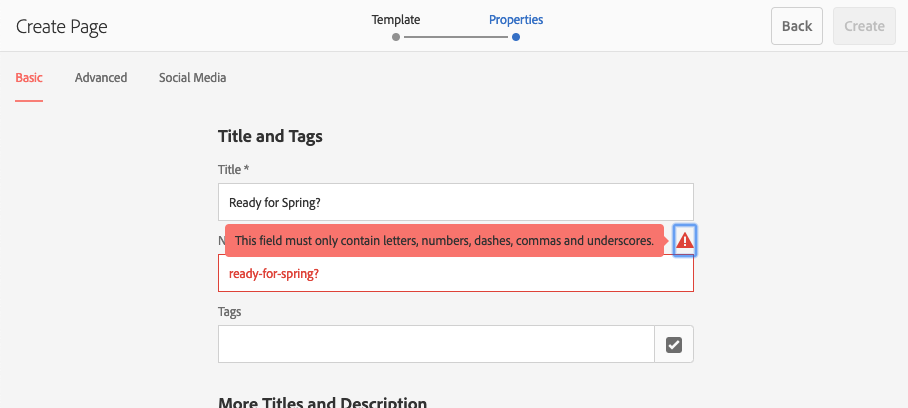 Create Page
Template
Properties
Back
Create
Basic
Advanced
Social Media
Title and Tags
Title *
Ready for Spring?
This field must only contain letters, numbers, dashes, commas and underscores.
ready-for-spring?
Tags
More Titles and Description